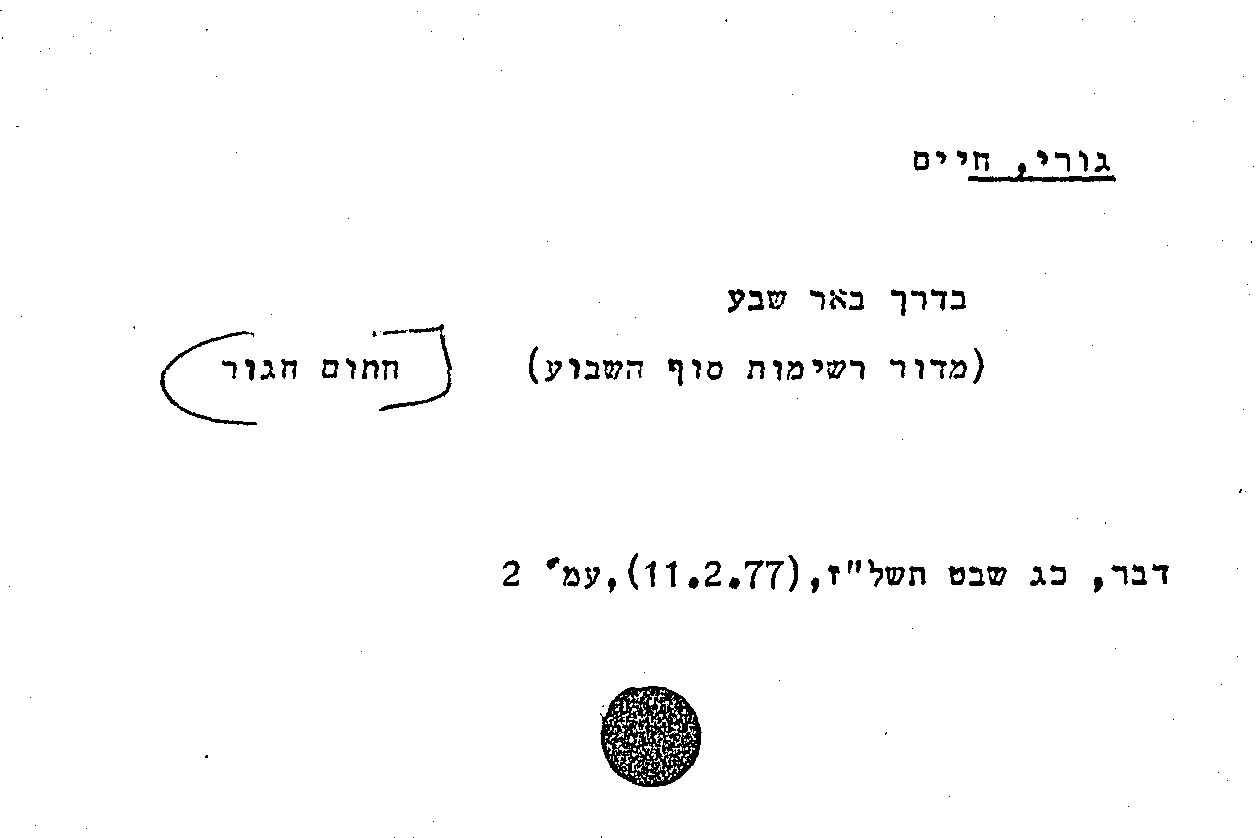 גורי, חיים
בדרך באר שבע
(מדור רשימות סוף השבוע) חתום חגור
דבר, כג שבט תשל"ז,(11.2.77),עמ' 2